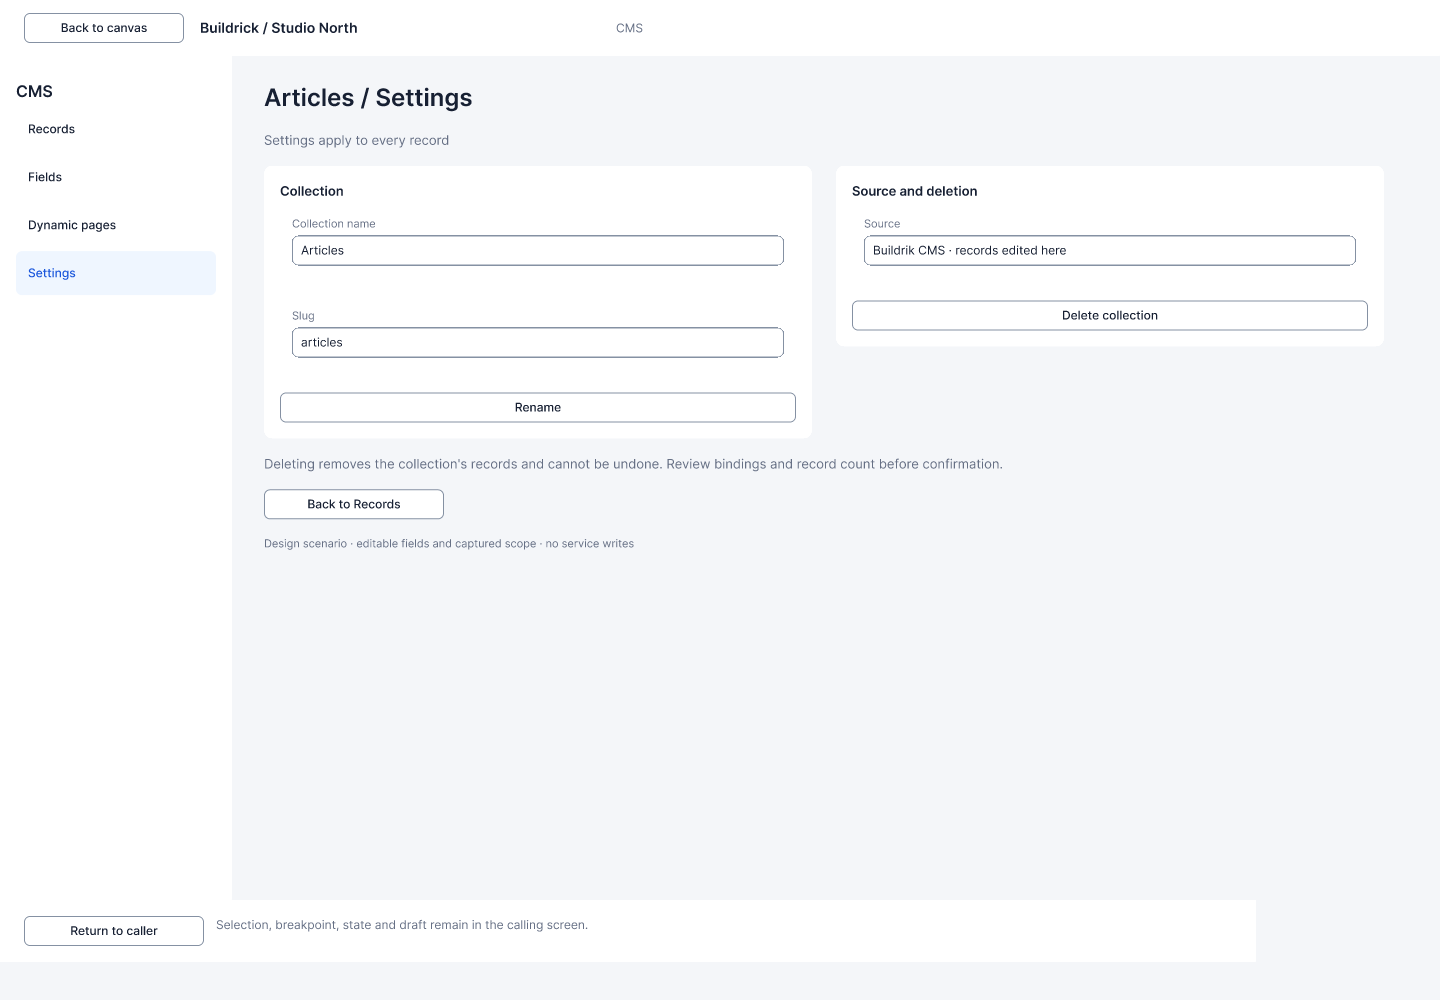 Back to canvas
Buildrick / Studio North
CMS
CMS
Records
Fields
Dynamic pages
Settings
Articles / Settings
Settings apply to every record
Collection
Collection name
Articles
Slug
articles
Rename
Source and deletion
Source
Buildrik CMS · records edited here
Delete collection
Deleting removes the collection's records and cannot be undone. Review bindings and record count before confirmation.
Back to Records
Design scenario · editable fields and captured scope · no service writes
Return to caller
Selection, breakpoint, state and draft remain in the calling screen.